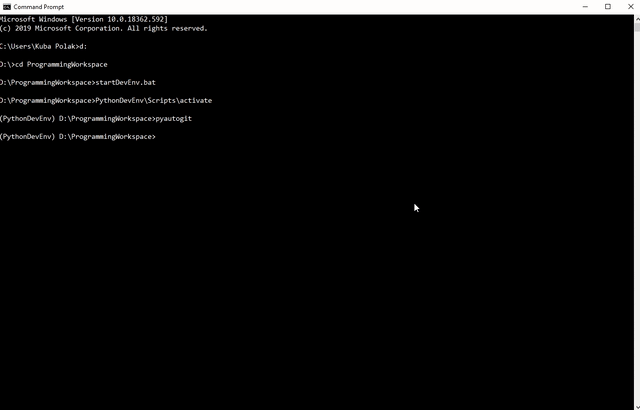 Command Prompt
Microsoft Windows [Version 10.0.18362.592]
(c) 2019 Microsoft Corporation. All rights reserved.
C:\Users\Kuba Polak>d:
D:\>cd ProgrammingWorkspace
D:\ProgrammingWorkspace>startDevEnv.bat
D:\ProgrammingWorkspace>PythonDevEnv\Scripts\activate
(PythonDevEnv) D:\ProgrammingWorkspace>pyautogit
(PythonDevEnv) D:\ProgrammingWorkspace>